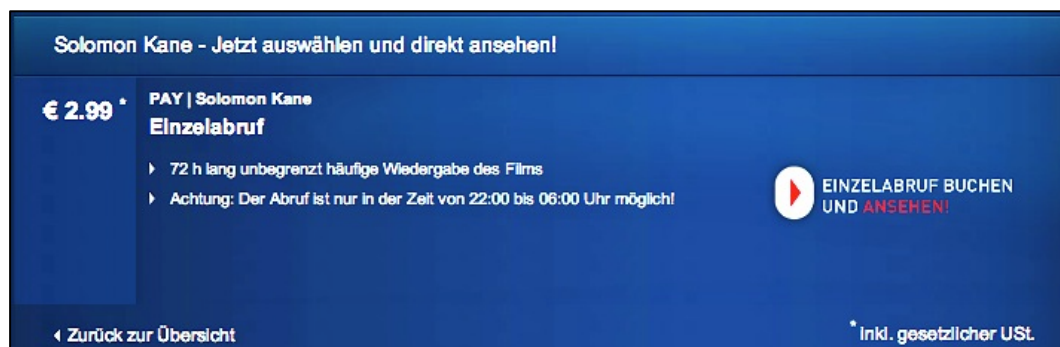 Solomon Kane - Jetzt auswählen und direkt ansehen!
€ 2.99 *
PAY | Solomon Kane
Einzelabruf
72 h lang unbegrenzt häufige Wiedergabe des Films
Achtung: Der Abruf ist nur in der Zeit von 22:00 bis 06:00 Uhr möglich!
EINZELABRUF BUCHEN
UND ANSEHEN!
Zurück zur Übersicht
* inkl. gesetzlicher USt.